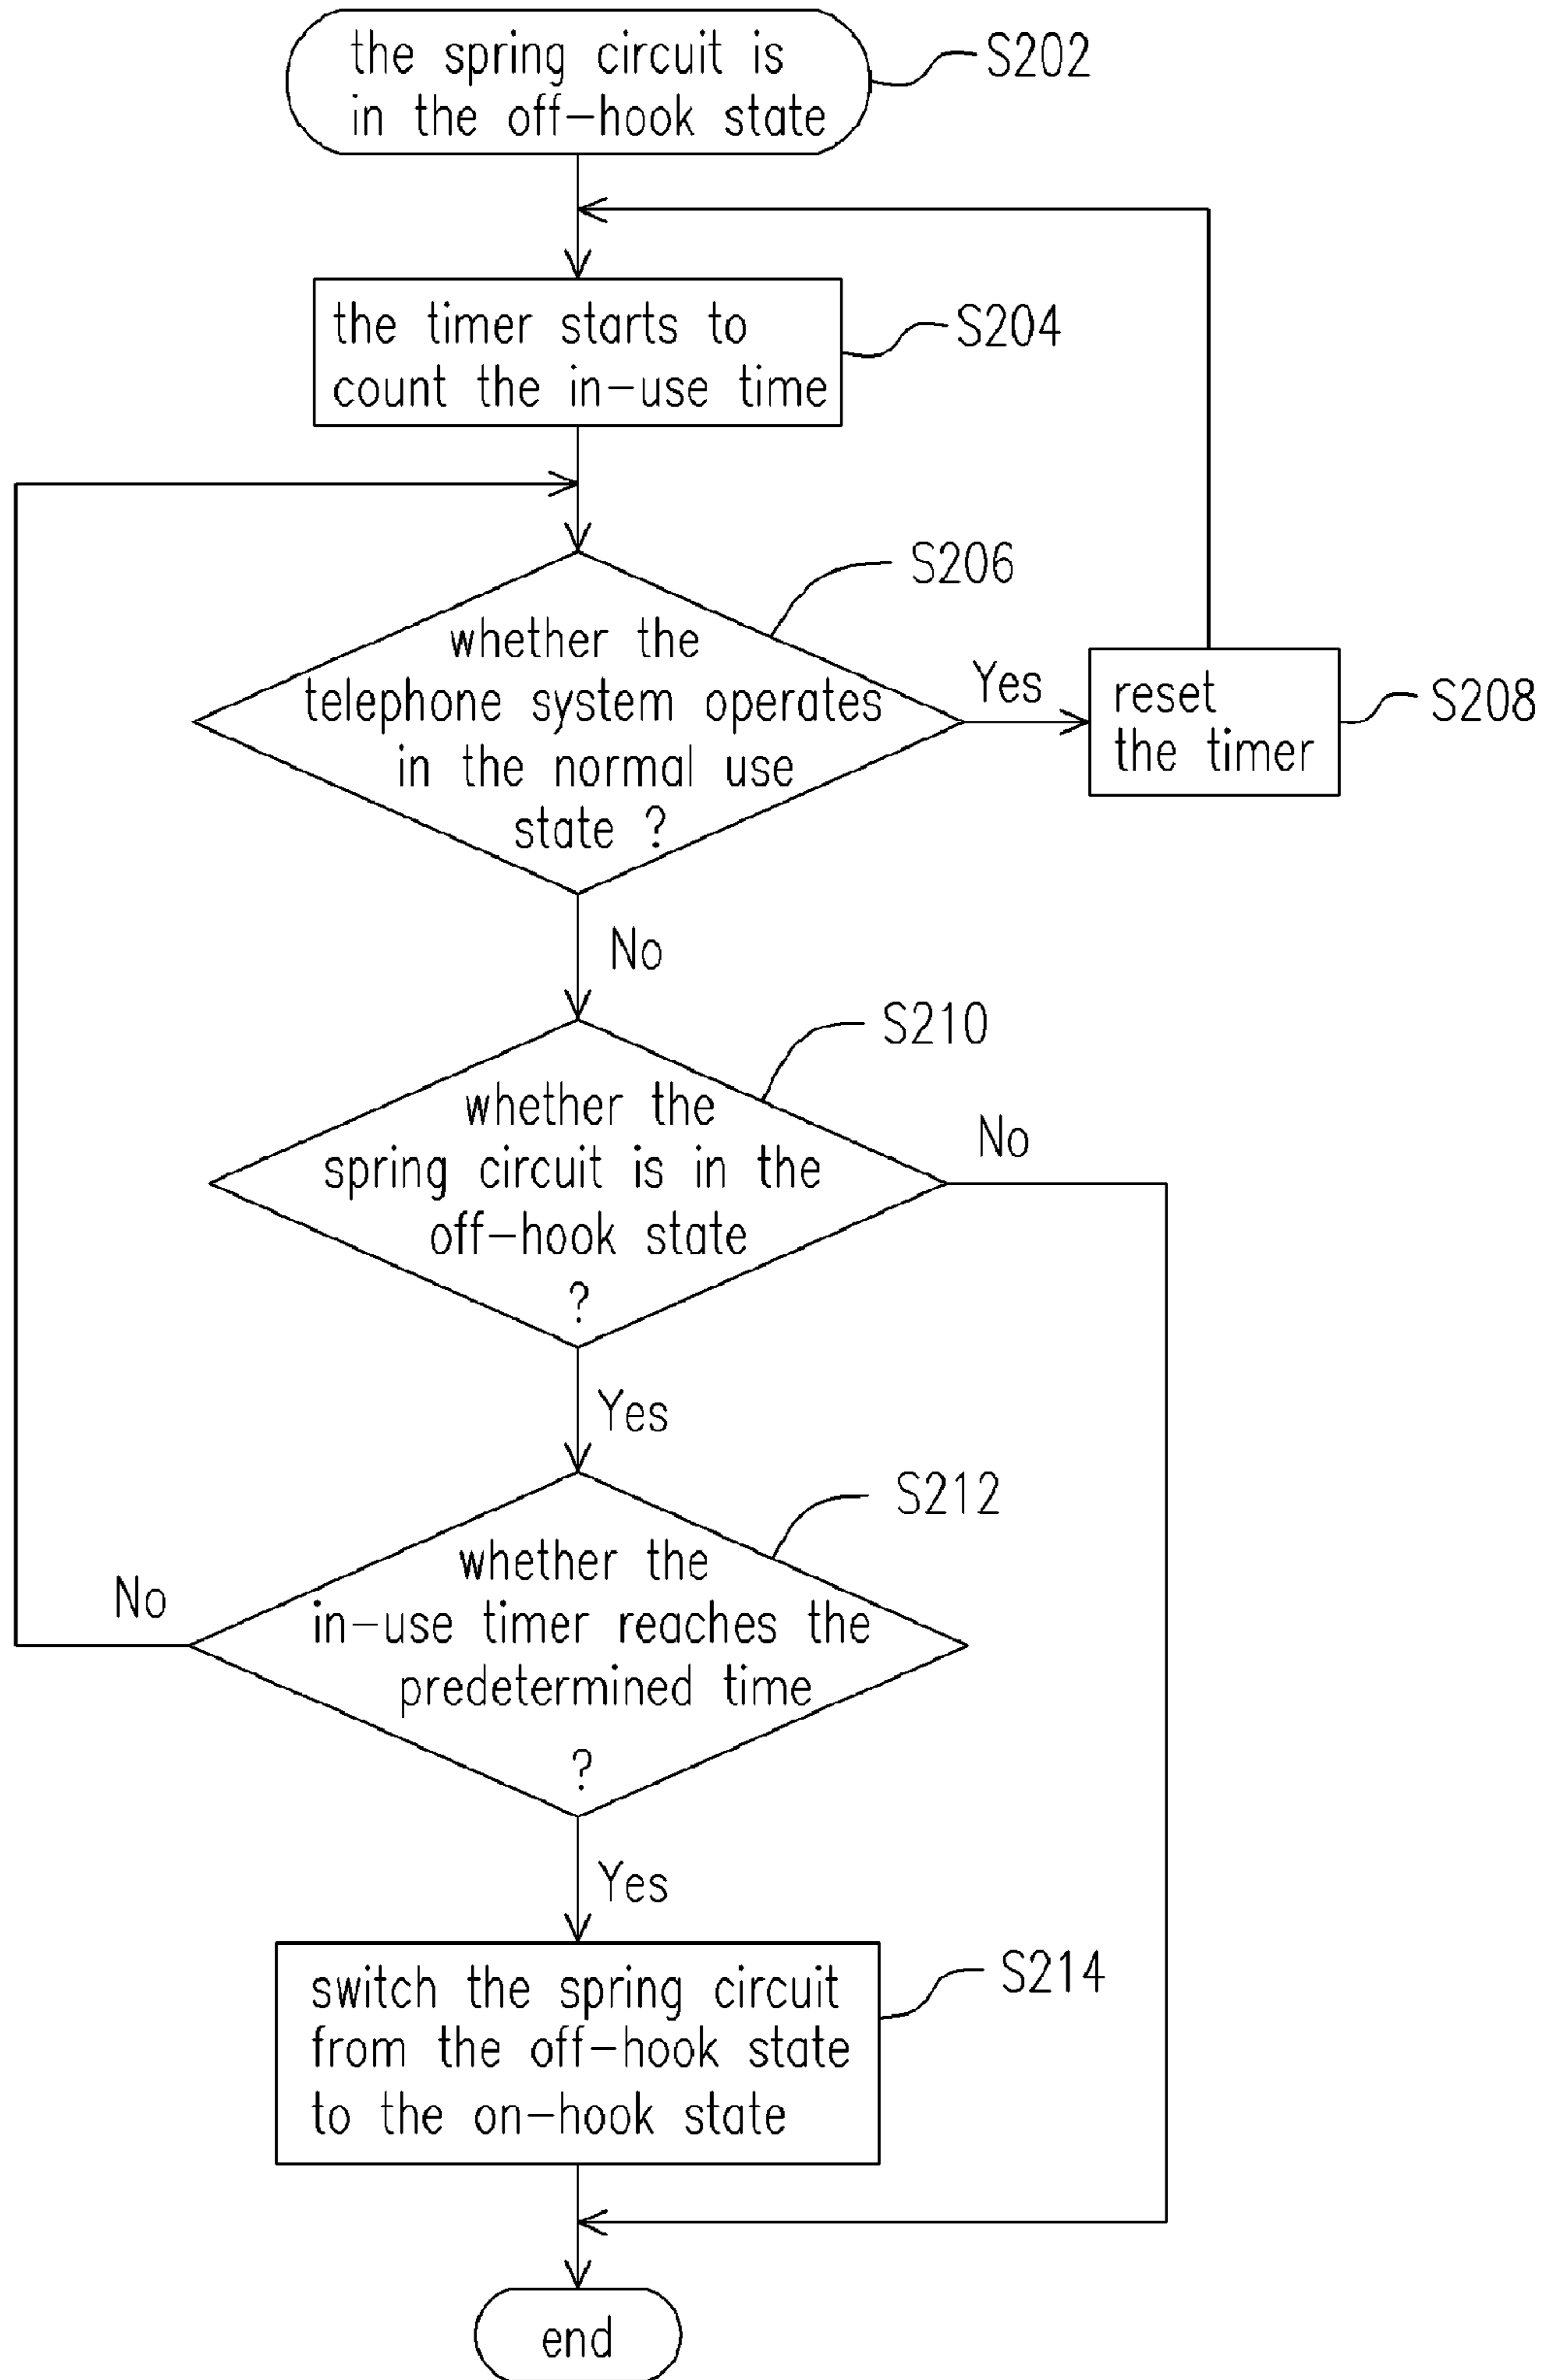 the spring circuit is
in the off-hook state
S202
the timer starts to
count the in-use time
S204
S206
whether the
telephone system operates
in the normal use
state ?
Yes
reset
the timer
S208
No
S210
whether the
spring circuit is in the
off-hook state
?
No
Yes
S212
whether the
in-use timer reaches the
predetermined time
?
No
Yes
switch the spring circuit
from the off-hook state
to the on-hook state
S214
end